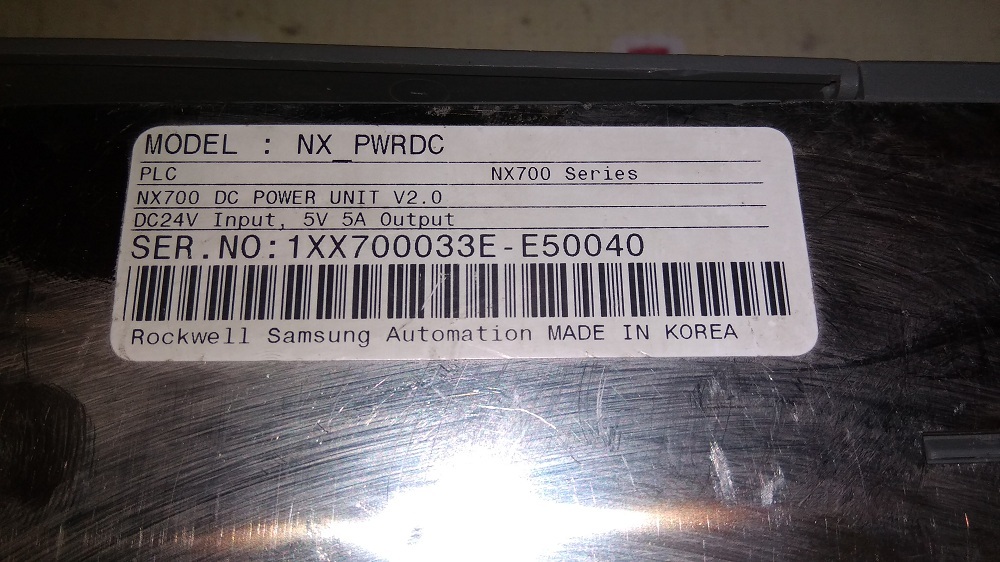 MODEL : NX_PWRDC
PLC NX700 Series
NX700 DC POWER UNIT V2.0
DC24V Input, 5V 5A Output
SER.NO:1XX700033E-E50040
Rockwell Samsung Automation MADE IN KOREA